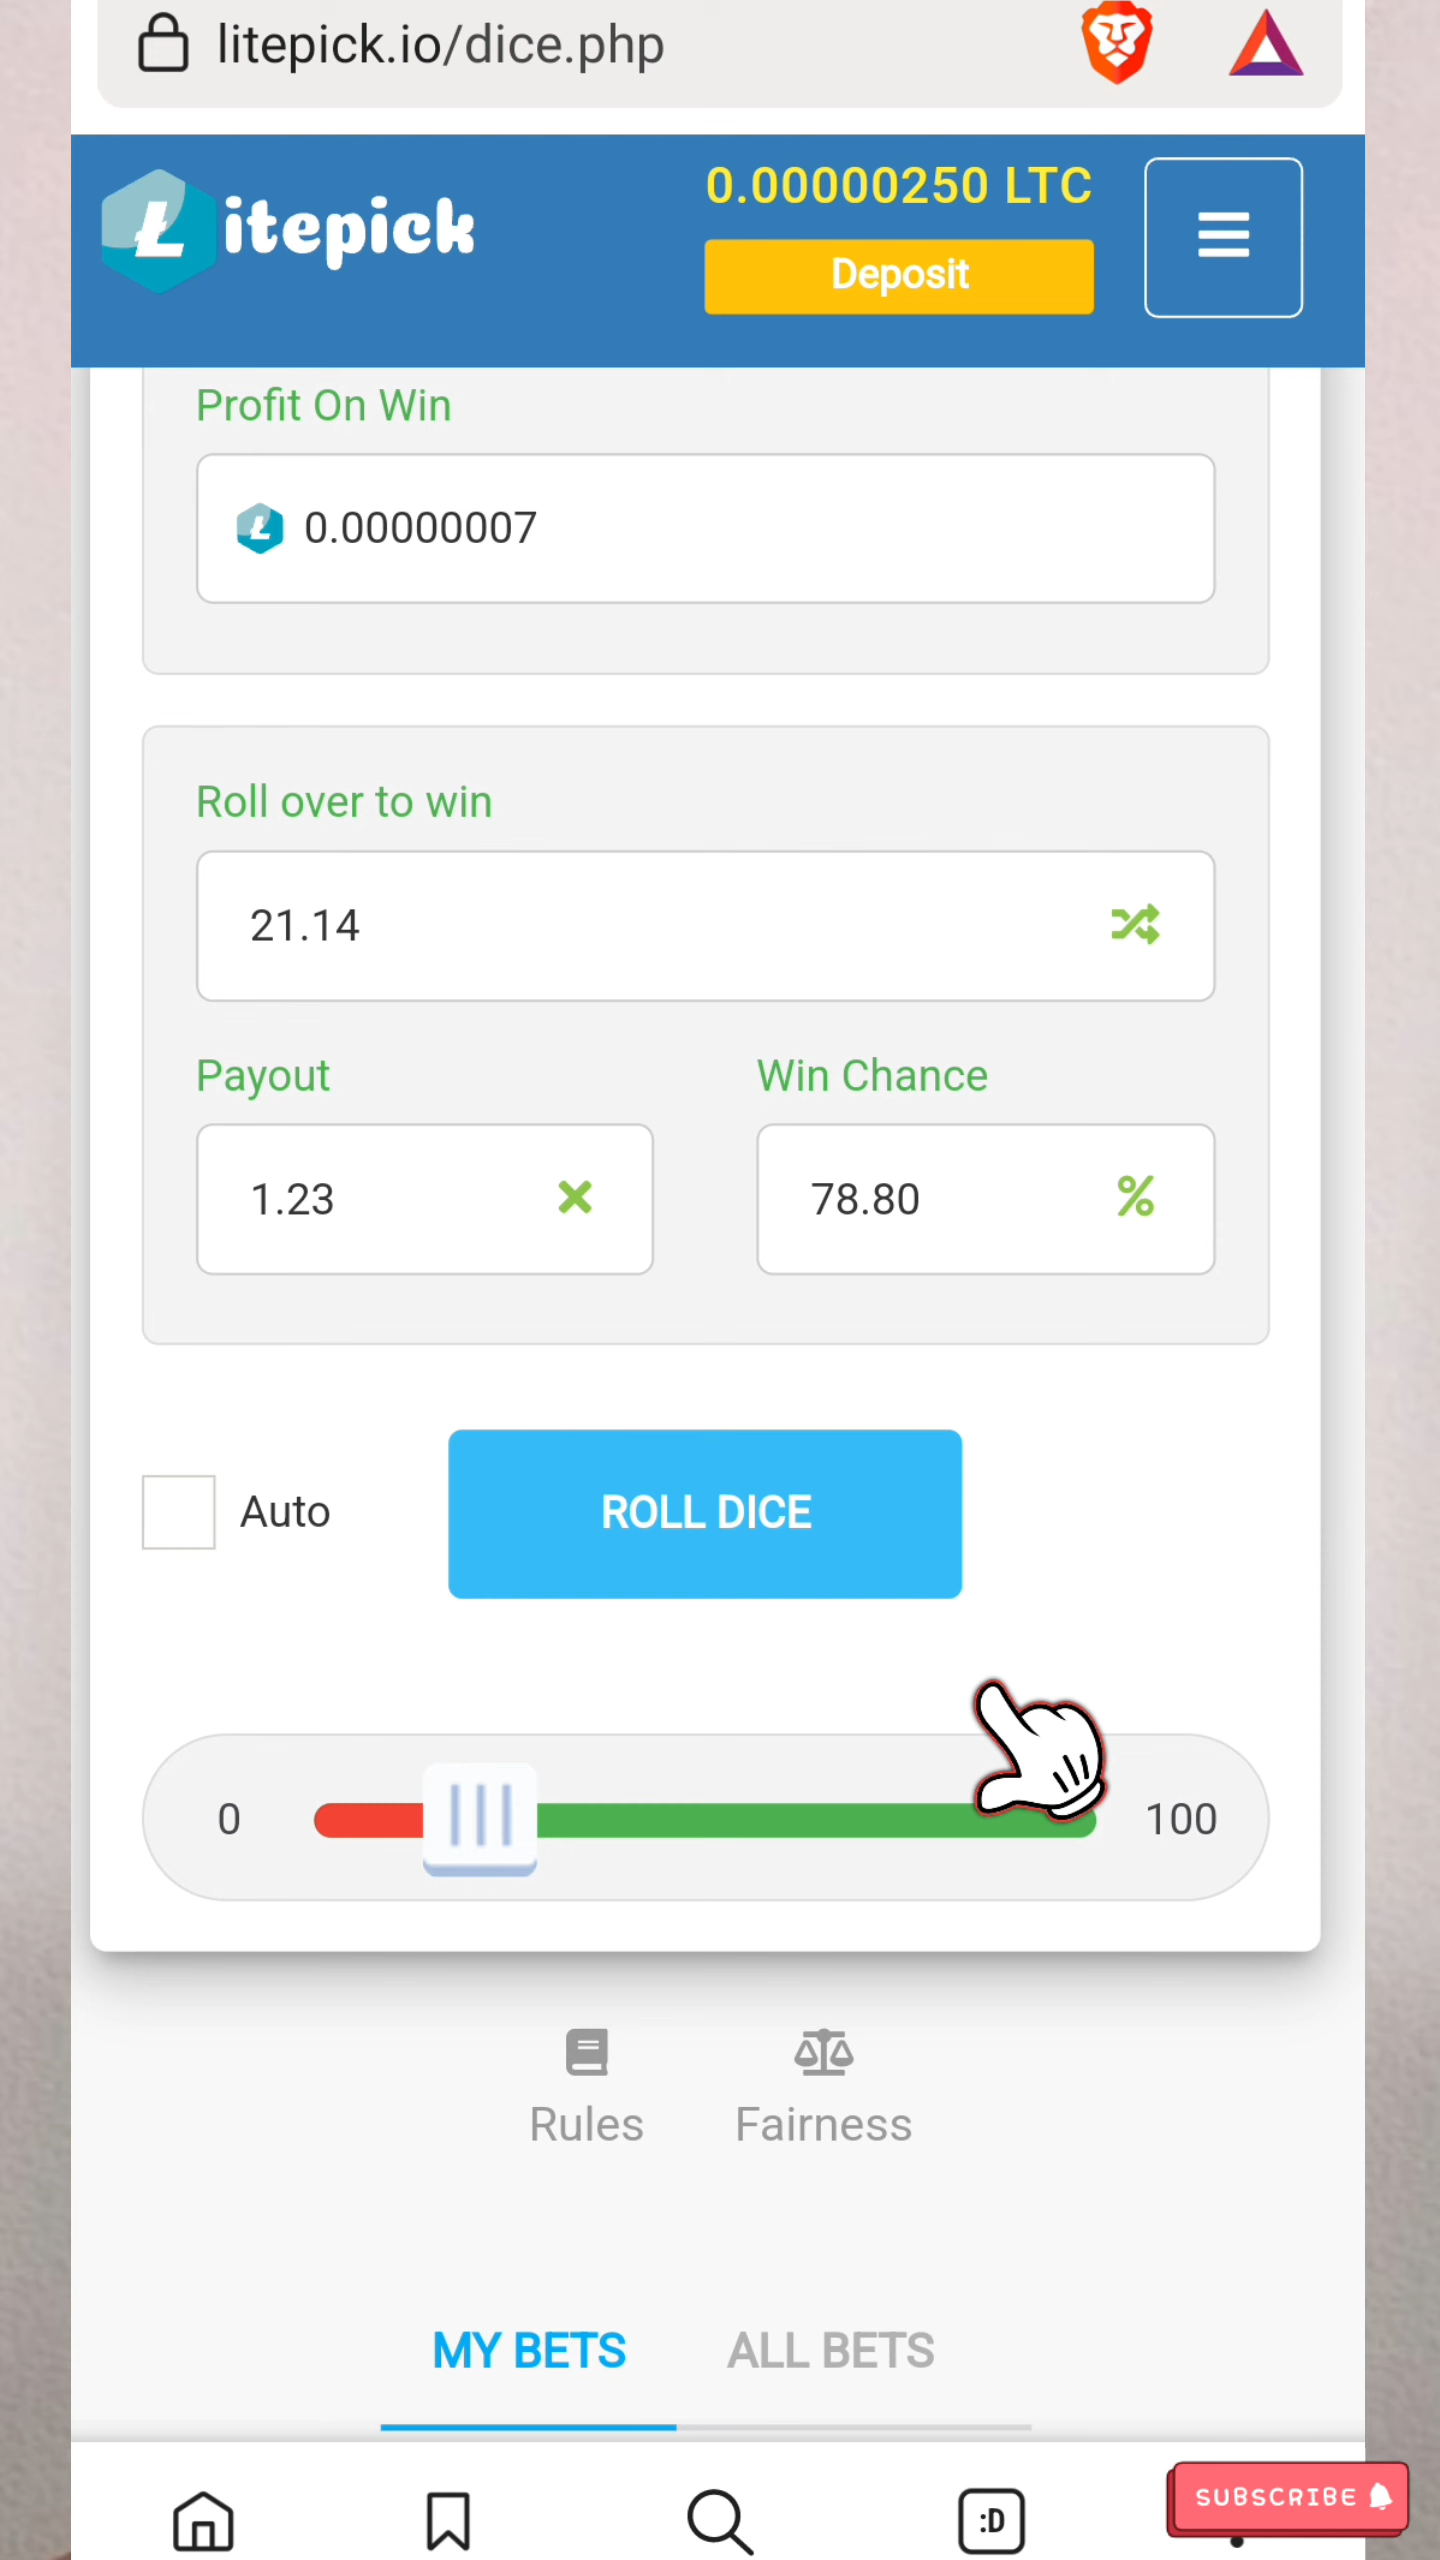 litepick.io/dice.php
Litepick
0.00000250 LTC
Deposit
Profit On Win
0.00000007
Roll over to win
21.14
Payout
Win Chance
1.23
78.80 %
Auto
ROLL DICE
0
100
Rules
Fairness
MY BETS
ALL BETS
:D
SUBSCRIBE